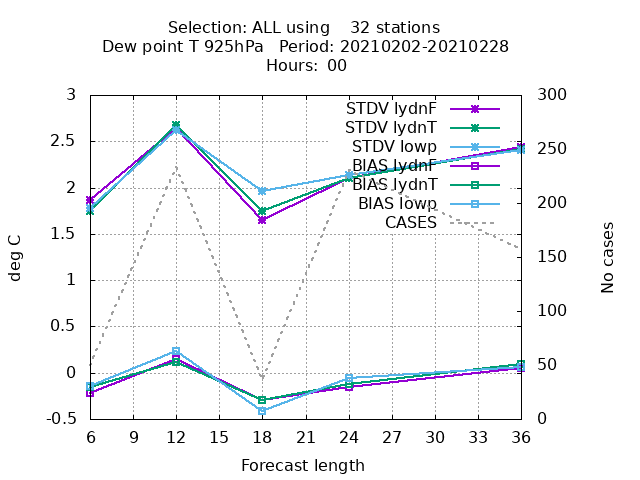 Selection: ALL using 32 stations
Dew point T 925hPa Period: 20210202-20210228
Hours: 00
3
2.5
2
1.5
1
0.5
0
-0.5
deg C
STDV lydnF
STDV lydnT
STDV lowp
BIAS lydnF
BIAS lydnT
BIAS lowp
CASES
300
250
200
150
100
50
0
No cases
6 9 12 15 18 21 24 27 30 33 36
Forecast length